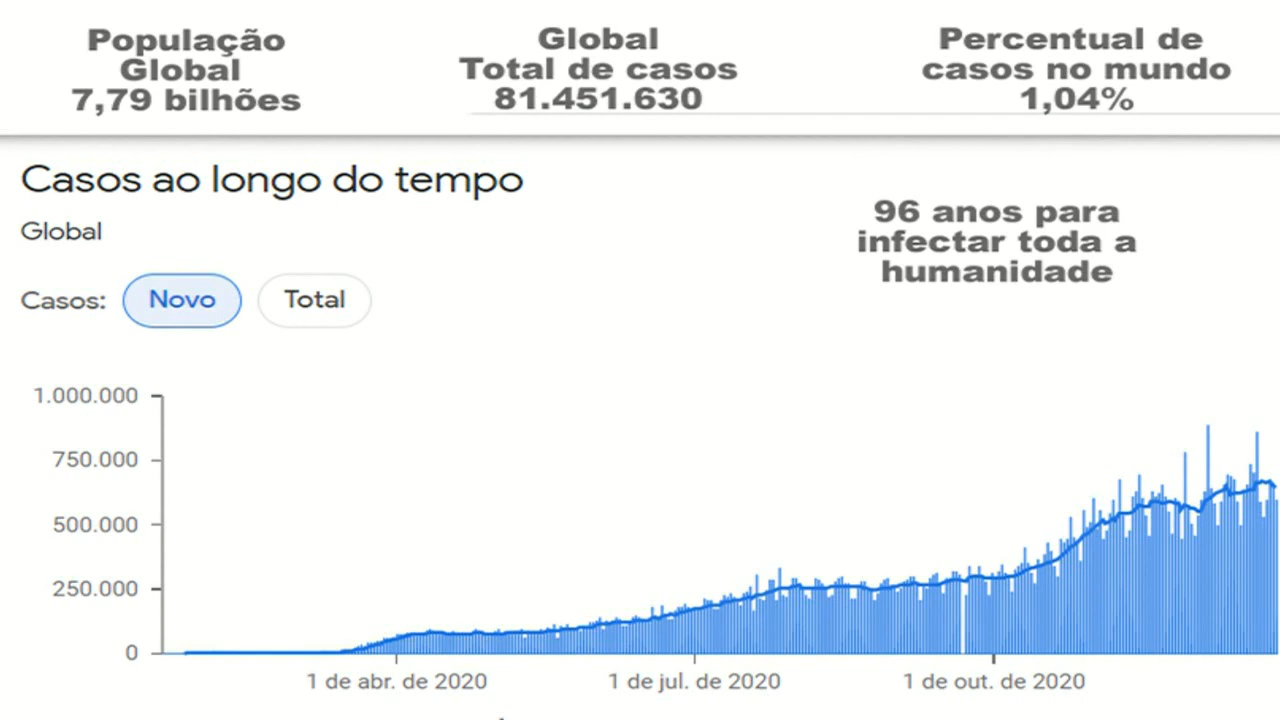 População
Global
7,79 bilhões
Global
Total de casos
81.451.630
Percentual de
casos no mundo
1,04%
Casos ao longo do tempo
Global
96 anos para
infectar toda a
humanidade
Casos: Novo Total
1.000.000
750.000
500.000
250.000
0
1 de abr. de 2020 1 de jul. de 2020 1 de out. de 2020